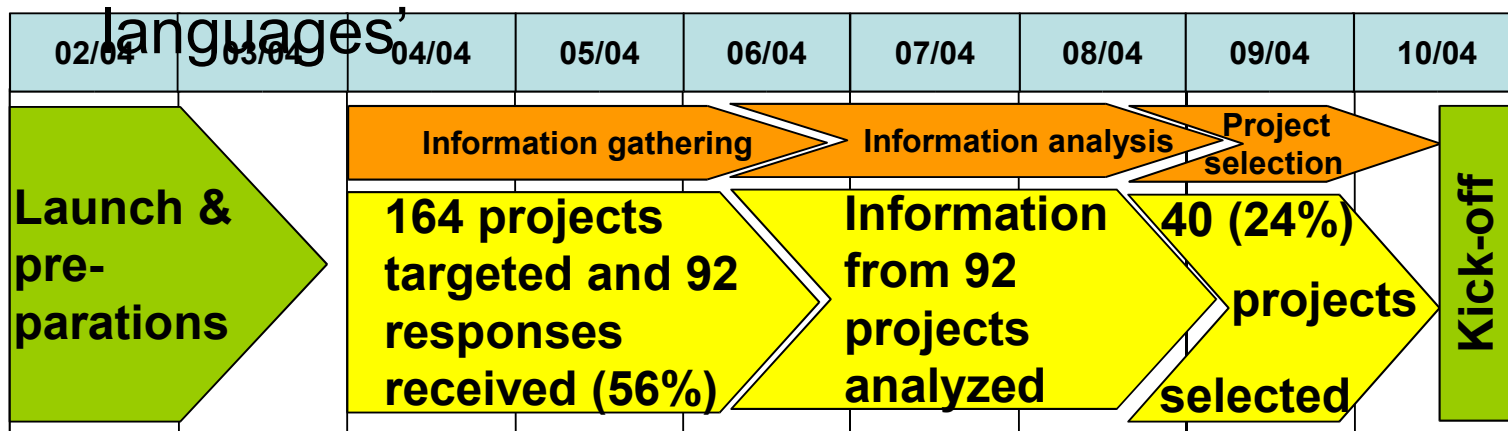 languages’
02/04 03/04 04/04 05/04 06/04 07/04 08/04 09/04 10/04
Launch &
pre-
parations
Information gathering
Information analysis
Project
selection
164 projects
targeted and 92
responses
received (56%)
Information
from 92
projects
analyzed
40 (24%)
projects
selected
Kick-off